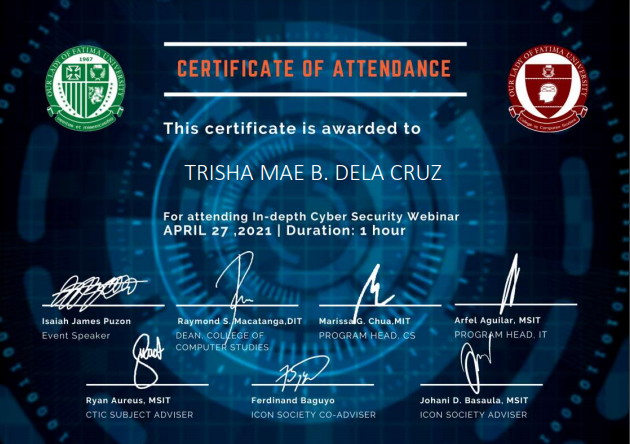 OUR LADY OF FATIMA UNIVERSITY
1967
CERTIFICATE OF ATTENDANCE
OUR LADY OF FATIMA UNIVERSITY
College of Computer Studies
This certificate is awarded to
TRISHA MAE B. DELA CRUZ
For attending In-depth Cyber Security Webinar
APRIL 27 ,2021 | Duration: 1 hour
Isaiah James Puzon
Event Speaker
Raymond S. Macatanga,DIT
DEAN, COLLEGE OF
COMPUTER STUDIES
Marissa G. Chua,MIT
PROGRAM HEAD, CS
Arfel Aguilar, MSIT
PROGRAM HEAD, IT
Ryan Aureus, MSIT
CTIC SUBJECT ADVISER
Ferdinand Baguyo
ICON SOCIETY CO-ADVISER
Johani D. Basaula, MSIT
ICON SOCIETY ADVISER